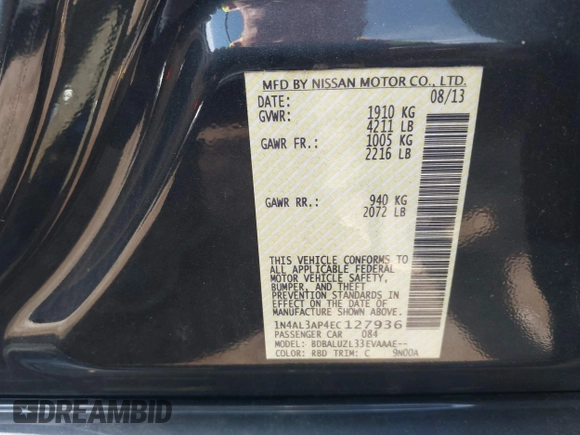 MFD BY NISSAN MOTOR CO., LTD.
DATE: 08/13
GVWR: 1910 KG
4211 LB
GAWR FR.: 1005 KG
2216 LB
GAWR RR.: 940 KG
2072 LB
THIS VEHICLE CONFORMS TO
ALL APPLICABLE FEDERAL
MOTOR VEHICLE SAFETY,
BUMPER, AND THEFT
PREVENTION STANDARDS IN
EFFECT ON THE DATE OF
MANUFACTURE SHOWN ABOVE.
1N4AL3AP4EC127936
PASSENGER CAR 084
MODEL: BDBALUZL33EVAAAE--
COLOR: RBD TRIM: C 9N00A
DREAMBID